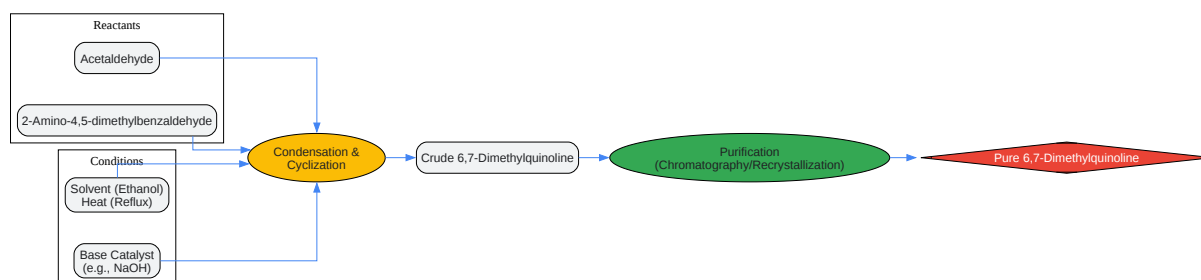 Reactants
Acetaldehyde
2-Amino-4,5-dimethylbenzaldehyde
Conditions
Solvent (Ethanol)
Heat (Reflux)
Base Catalyst
(e.g., NaOH)
Condensation &
Cyclization
Crude 6,7-Dimethylquinoline
Purification
(Chromatography/Recrystallization)
Pure 6,7-Dimethylquinoline